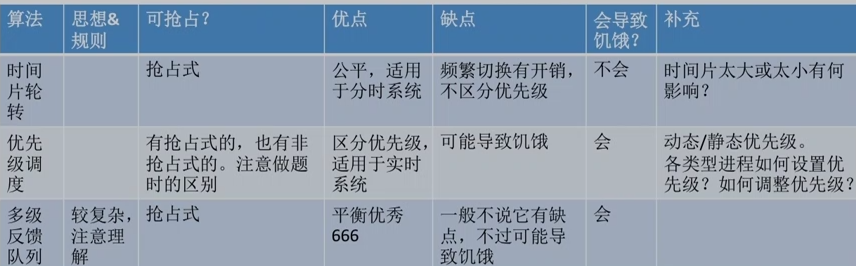 算法
思想&
规则
可抢占？
优点
缺点
会导致
饥饿？
补充
时间
片轮
转
抢占式
公平，适用
于分时系统
频繁切换有开销，
不区分优先级
不会
时间片太大或太小有何
影响？
优先
级调
度
有抢占式的，也有非
抢占式的。注意做题
时的区别
区分优先级，
适用于实时
系统
可能导致饥饿
会
动态/静态优先级。
各类型进程如何设置优
先级？如何调整优先级？
多级
反馈
队列
较复杂，
注意理
解
抢占式
平衡优秀
666
一般不说它有缺
点，不过可能导
致饥饿
会